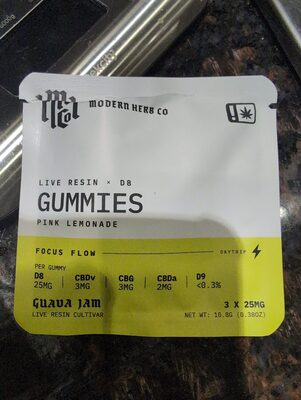 mh
Co
MODERN HERB CO
LIVE RESIN × D8
GUMMIES
PINK LEMONADE
FOCUS FLOW
DAYTRIP
PER GUMMY
D8 CBDv CBG CBDa D9
25MG 3MG 3MG 2MG <0.3%
GUAVA JAM
LIVE RESIN CULTIVAR
3 X 25MG
NET WT: 10.8G (0.38OZ)